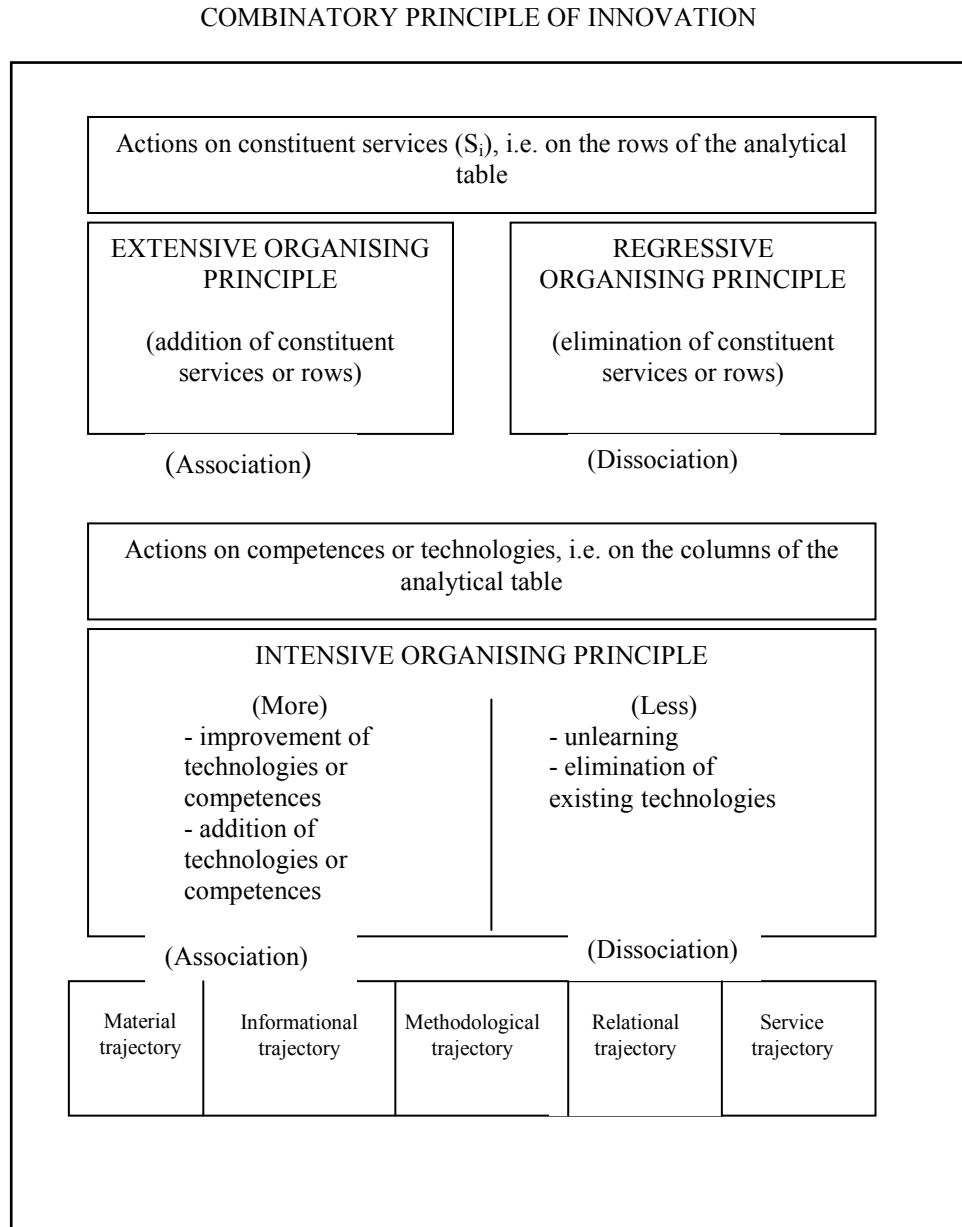 COMBINATORY PRINCIPLE OF INNOVATION
Actions on constituent services (Si), i.e. on the rows of the analytical
table
EXTENSIVE ORGANISING
PRINCIPLE
(addition of constituent
services or rows)
REGRESSIVE
ORGANISING PRINCIPLE
(elimination of constituent
services or rows)
(Association)
(Dissociation)
Actions on competences or technologies, i.e. on the columns of the
analytical table
INTENSIVE ORGANISING PRINCIPLE
(More)
- improvement of
technologies or
competences
- addition of
technologies or
competences
(Less)
- unlearning
- elimination of
existing technologies
(Association)
(Dissociation)
Material
trajectory
Informational
trajectory
Methodological
trajectory
Relational
trajectory
Service
trajectory